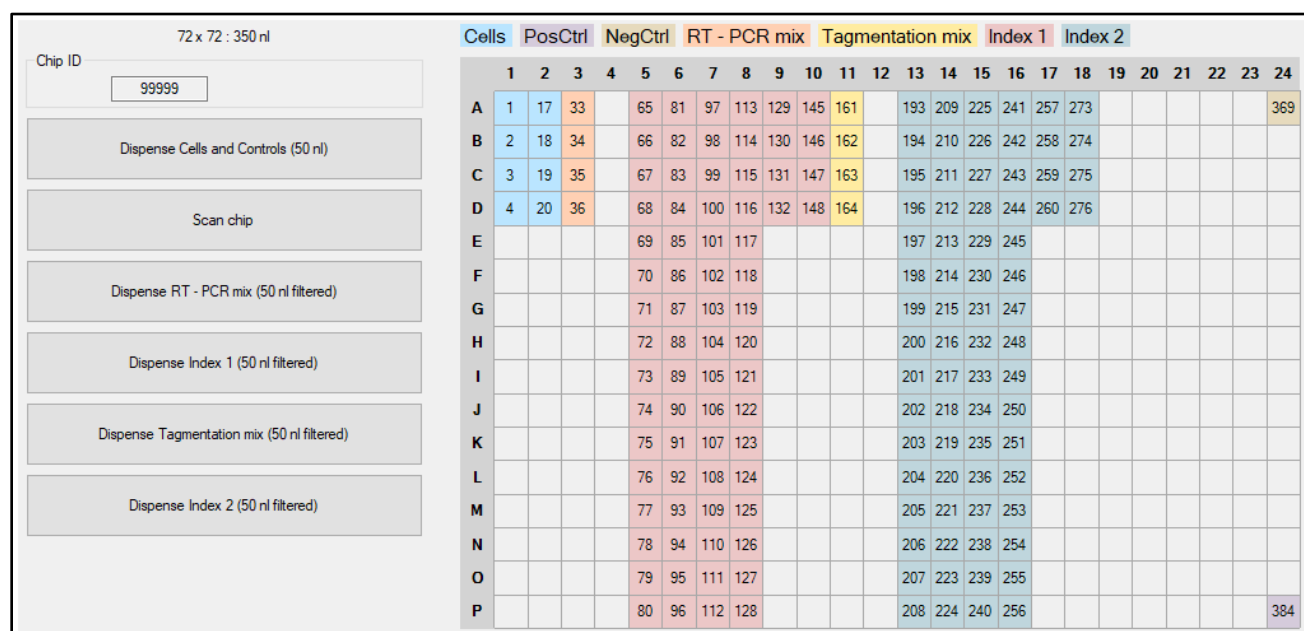 72 x 72 : 350 nl
Chip ID
99999
Dispense Cells and Controls (50 nl)
Scan chip
Dispense RT - PCR mix (50 nl filtered)
Dispense Index 1 (50 nl filtered)
Dispense Tagmentation mix (50 nl filtered)
Dispense Index 2 (50 nl filtered)
Cells PosCtrl NegCtrl RT - PCR mix Tagmentation mix Index 1 Index 2
1 2 3 4 5 6 7 8 9 10 11 12 13 14 15 16 17 18 19 20 21 22 23 24
A 1 17 33 65 81 97 113 129 145 161 193 209 225 241 257 273 369
B 2 18 34 66 82 98 114 130 146 162 194 210 226 242 258 274
C 3 19 35 67 83 99 115 131 147 163 195 211 227 243 259 275
D 4 20 36 68 84 100 116 132 148 164 196 212 228 244 260 276
E 69 85 101 117 197 213 229 245
F 70 86 102 118 198 214 230 246
G 71 87 103 119 199 215 231 247
H 72 88 104 120 200 216 232 248
I 73 89 105 121 201 217 233 249
J 74 90 106 122 202 218 234 250
K 75 91 107 123 203 219 235 251
L 76 92 108 124 204 220 236 252
M 77 93 109 125 205 221 237 253
N 78 94 110 126 206 222 238 254
O 79 95 111 127 207 223 239 255
P 80 96 112 128 208 224 240 256 384